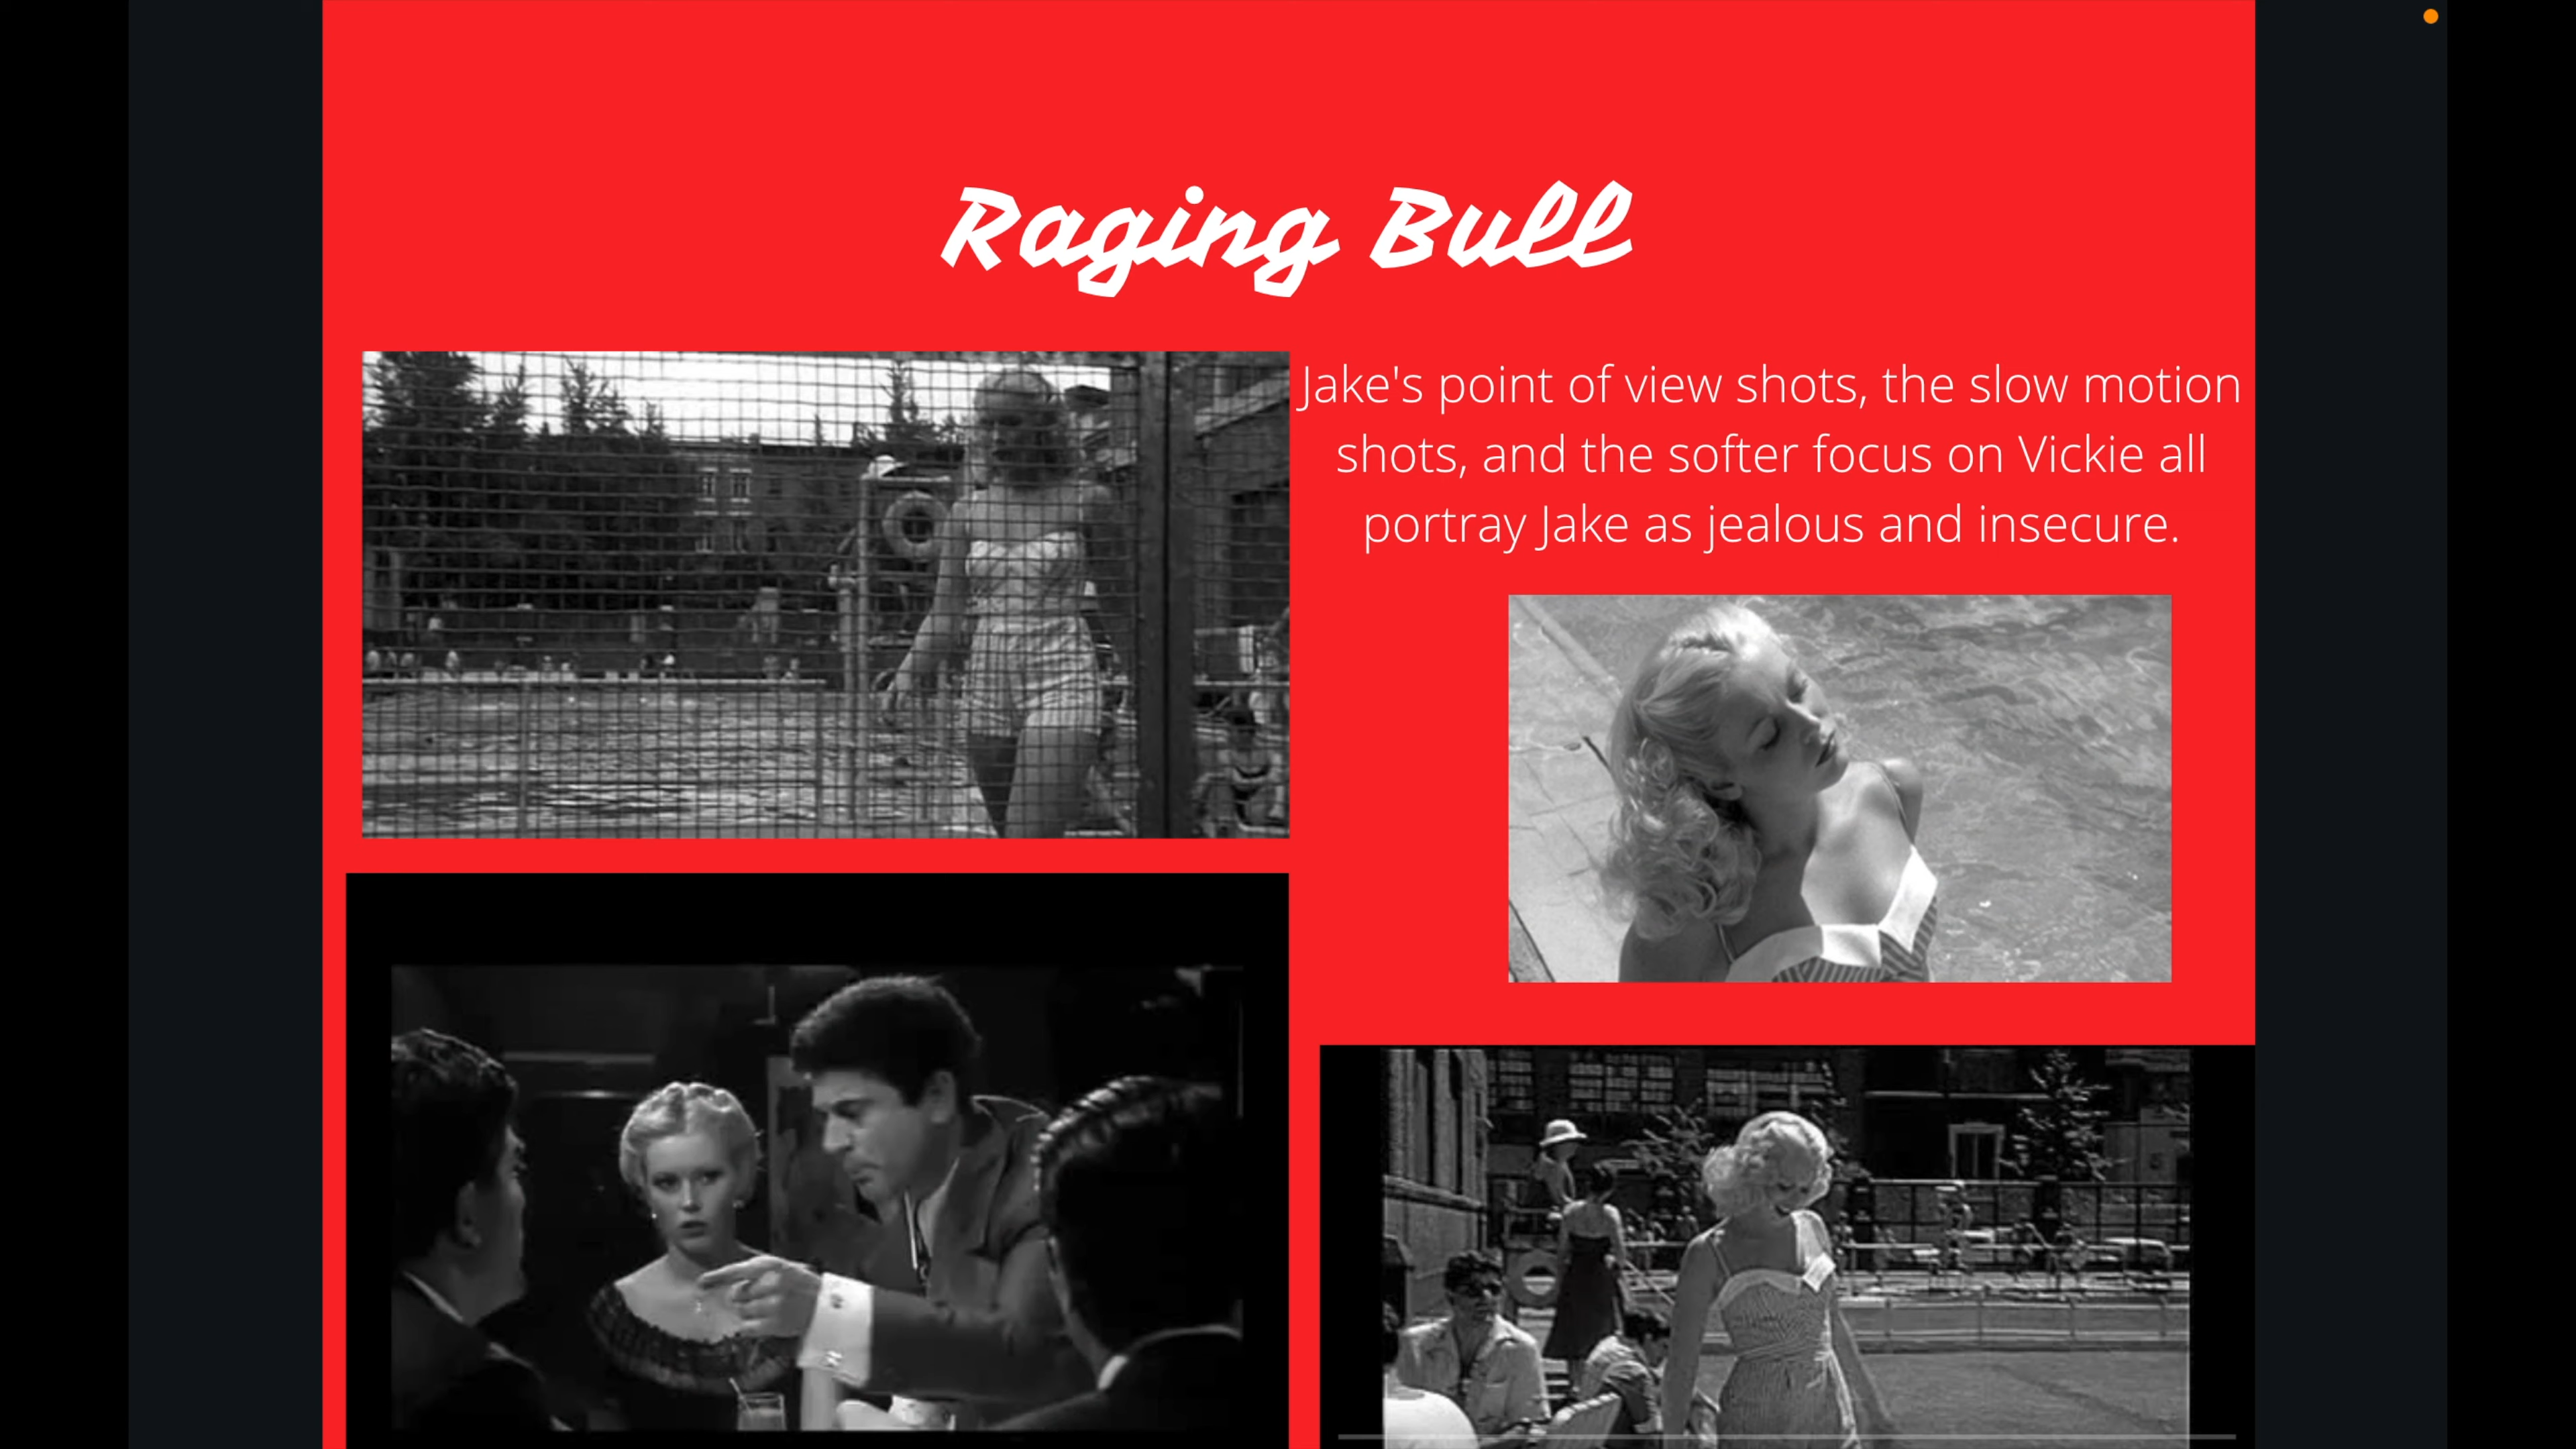 Raging Bull
Jake's point of view shots, the slow motion
shots, and the softer focus on Vickie all
portray Jake as jealous and insecure.